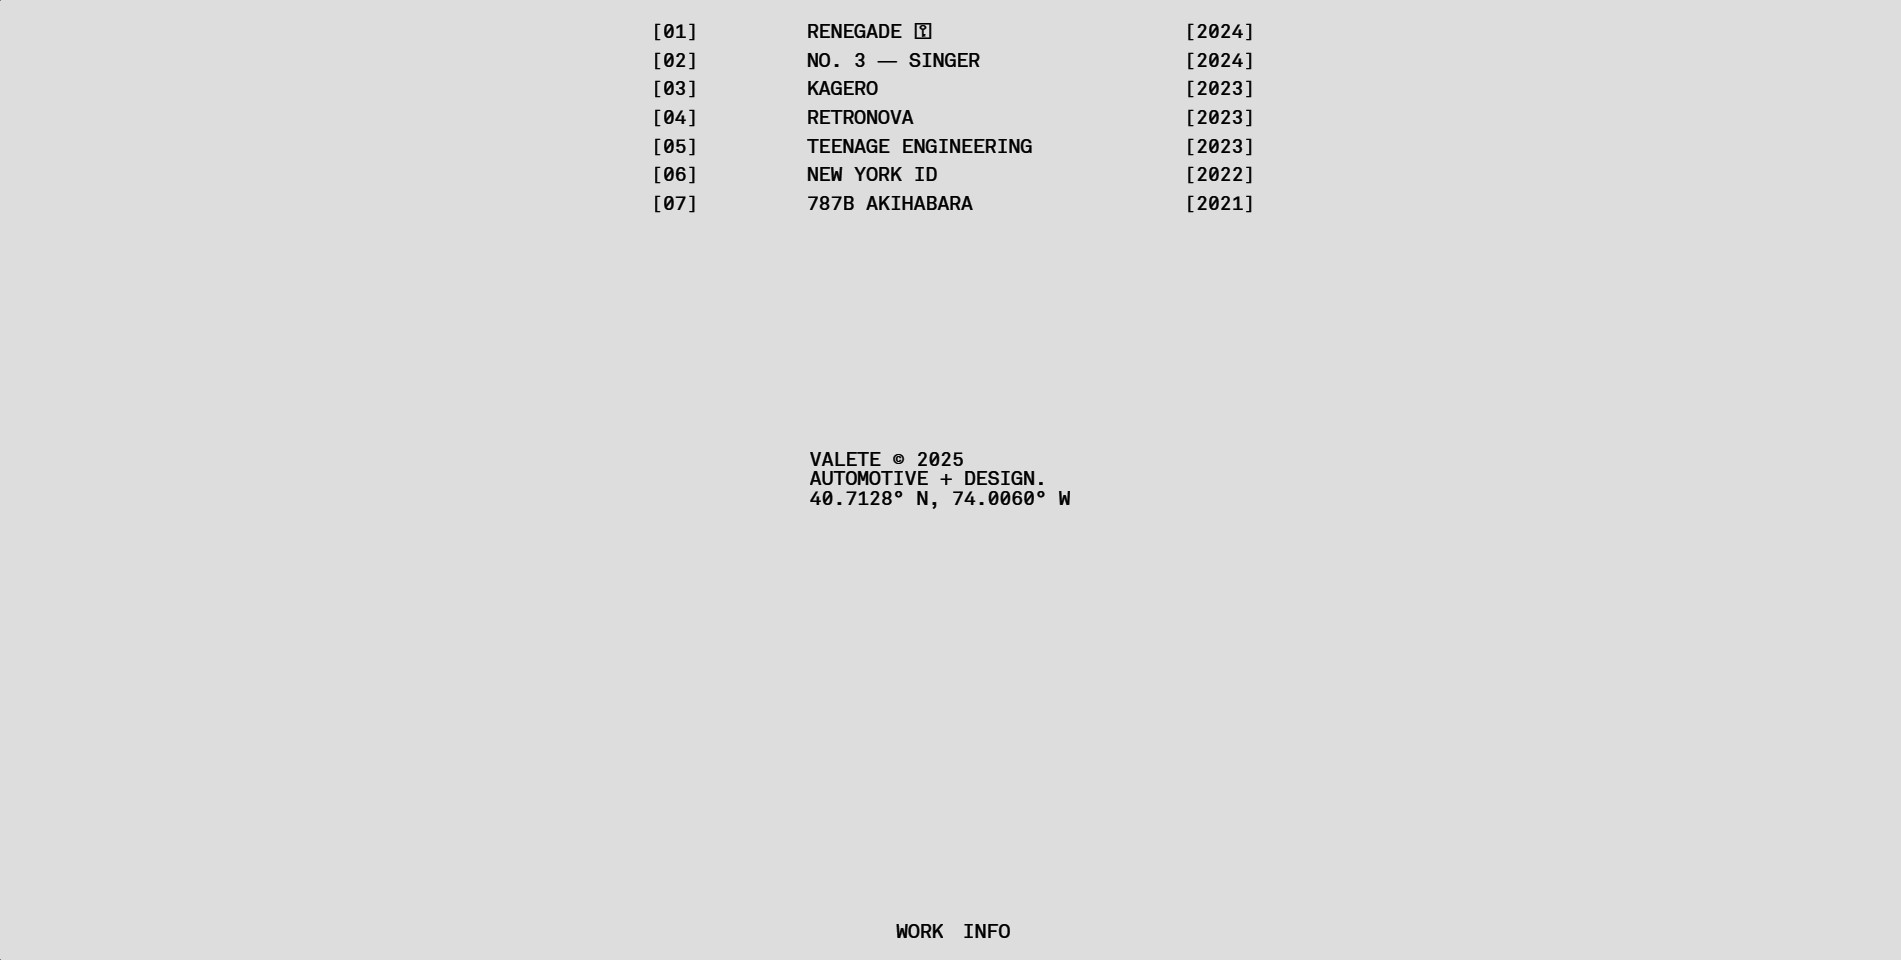 [01] RENEGADE ⚿ [2024]
[02] NO. 3 — SINGER [2024]
[03] KAGERO [2023]
[04] RETRONOVA [2023]
[05] TEENAGE ENGINEERING [2023]
[06] NEW YORK ID [2022]
[07] 787B AKIHABARA [2021]
VALETE © 2025
AUTOMOTIVE + DESIGN.
40.7128° N, 74.0060° W
WORK INFO